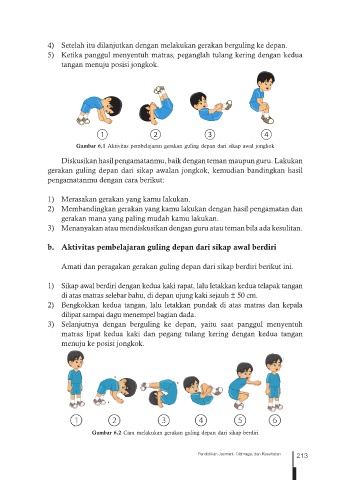 4) Setelah itu dilanjutkan dengan melakukan gerakan berguling ke depan.
5) Ketika panggul menyentuh matras, peganglah tulang kering dengan kedua
tangan menuju posisi jongkok.
1 2 3 4
Gambar 6.1 Aktivitas pembelajaran gerakan guling depan dari sikap awal jongkok
Diskusikan hasil pengamatanmu, baik dengan teman maupun guru. Lakukan
gerakan guling depan dari sikap awalan jongkok, kemudian bandingkan hasil
pengamatanmu dengan cara berikut:
1) Merasakan gerakan yang kamu lakukan.
2) Membandingkan gerakan yang kamu lakukan dengan hasil pengamatan dan
gerakan mana yang paling mudah kamu lakukan.
3) Menanyakan atau mendiskusikan dengan guru atau teman bila ada kesulitan.
b. Aktivitas pembelajaran guling depan dari sikap awal berdiri
Amati dan peragakan gerakan guling depan dari sikap berdiri berikut ini.
1) Sikap awal berdiri dengan kedua kaki rapat, lalu letakkan kedua telapak tangan
di atas matras selebar bahu, di depan ujung kaki sejauh ± 50 cm.
2) Bengkokkan kedua tangan, lalu letakkan pundak di atas matras dan kepala
dilipat sampai dagu menempel bagian dada.
3) Selanjutnya dengan berguling ke depan, yaitu saat panggul menyentuh
matras lipat kedua kaki dan pegang tulang kering dengan kedua tangan
menuju ke posisi jongkok.
1 2 3 4 5 6
Gambar 6.2 Cara melakukan gerakan guling depan dari sikap berdiri
Pendidikan Jasmani, Olahraga, dan Kesehatan 213